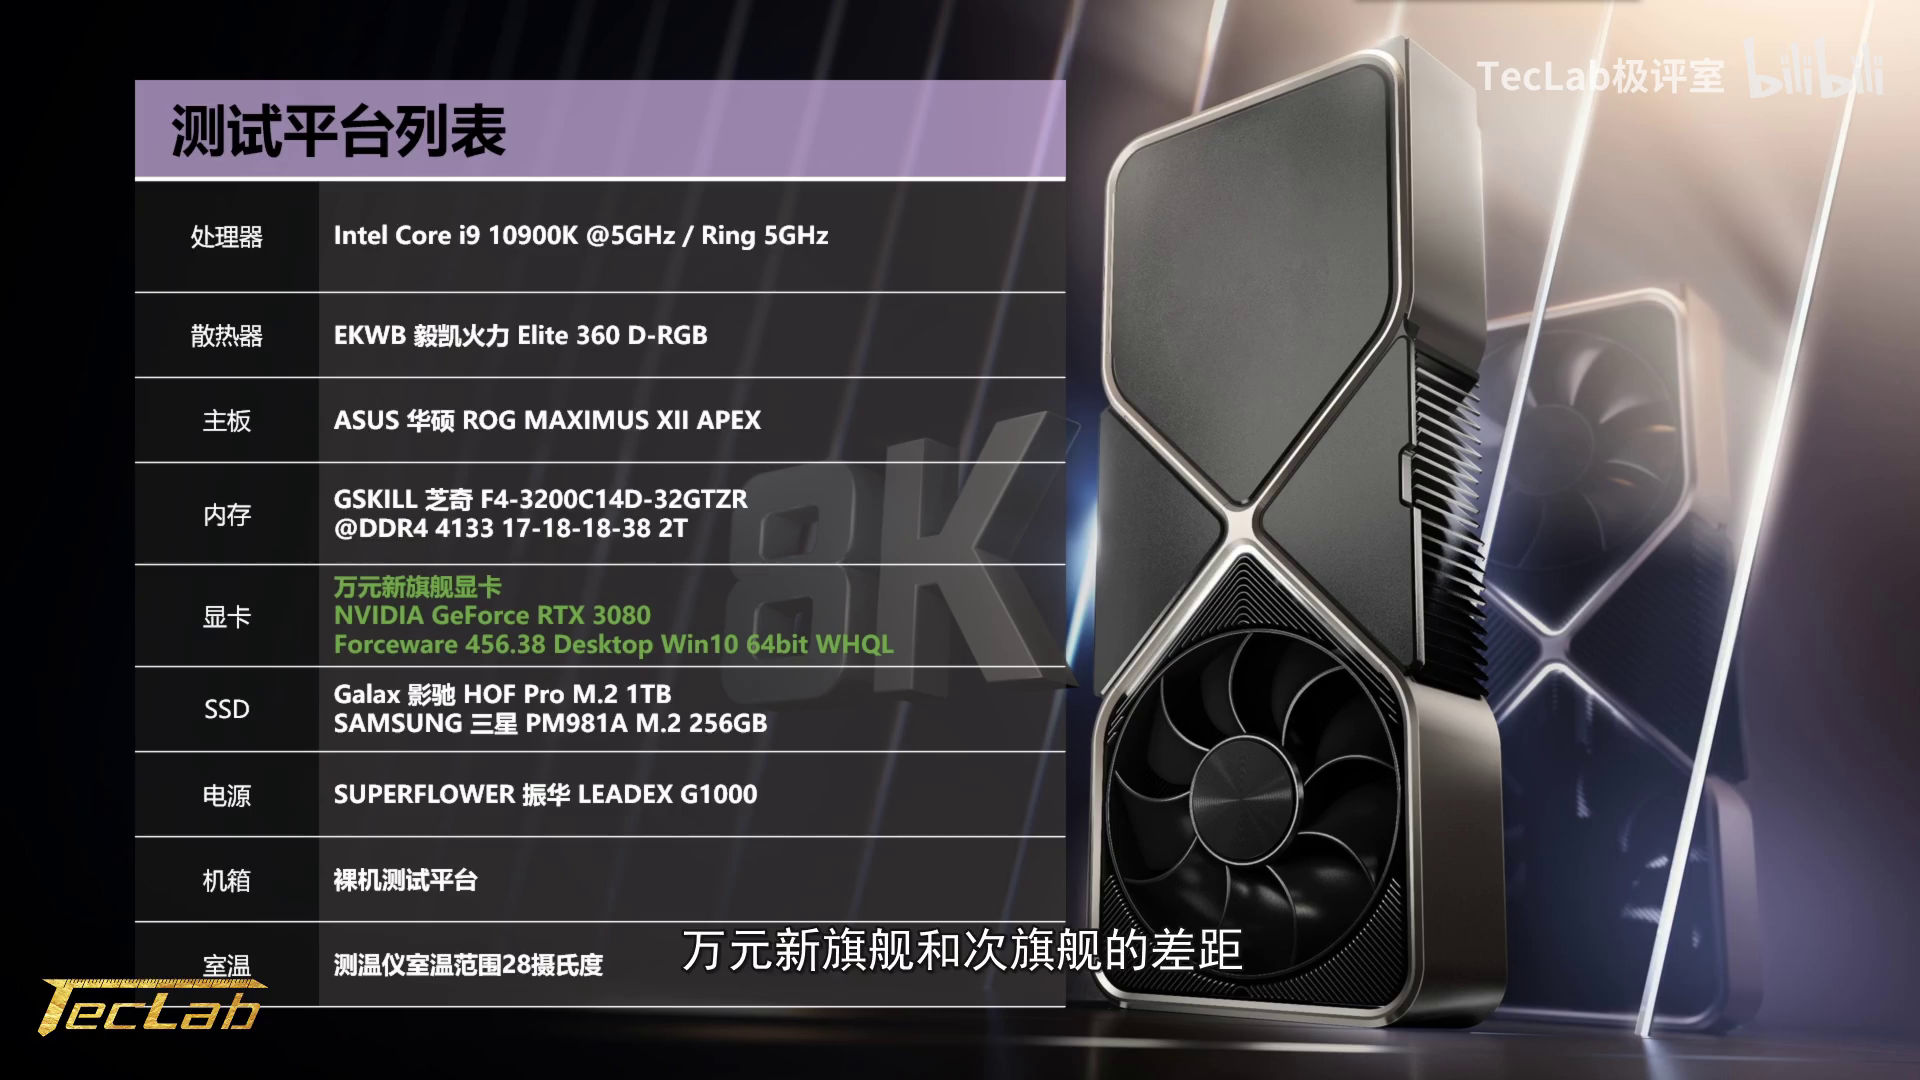 TecLab极评室 bilibili
测试平台列表
处理器 Intel Core i9 10900K @5GHz / Ring 5GHz
散热器 EKWB 毅凯火力 Elite 360 D-RGB
主板 ASUS 华硕 ROG MAXIMUS XII APEX
内存 GSKILL 芝奇 F4-3200C14D-32GTZR
@DDR4 4133 17-18-18-38 2T
8K
显卡 万元新旗舰显卡
NVIDIA GeForce RTX 3080
Forceware 456.38 Desktop Win10 64bit WHQL
SSD Galax 影驰 HOF Pro M.2 1TB
SAMSUNG 三星 PM981A M.2 256GB
电源 SUPERFLOWER 振华 LEADEX G1000
机箱 裸机测试平台
室温 测温仪室温范围28摄氏度
万元新旗舰和次旗舰的差距
TecLab